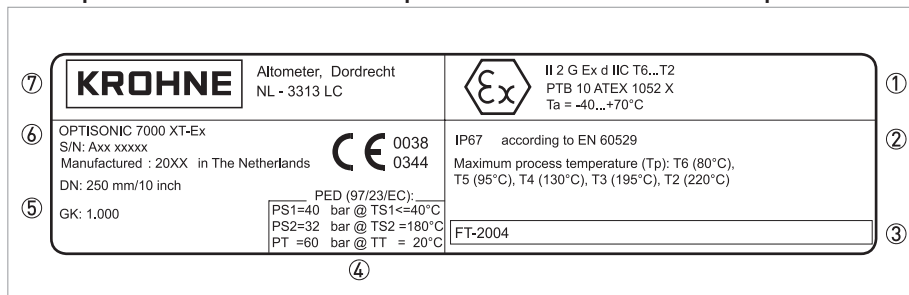 ⑦ KROHNE Altometer, Dordrecht
NL - 3313 LC
Ex II 2 G Ex d IIC T6...T2 ①
PTB 10 ATEX 1052 X
Ta = -40...+70°C
⑥ OPTISONIC 7000 XT-Ex
S/N: Axx xxxxx
Manufactured : 20XX in The Netherlands
CE 0038
0344
DN: 250 mm/10 inch
⑤ GK: 1.000
PED (97/23/EC):
PS1=40 bar @ TS1<=40°C
PS2=32 bar @ TS2 =180°C
PT =60 bar @ TT = 20°C
④
IP67 according to EN 60529 ②
Maximum process temperature (Tp): T6 (80°C),
T5 (95°C), T4 (130°C), T3 (195°C), T2 (220°C)
FT-2004 ③